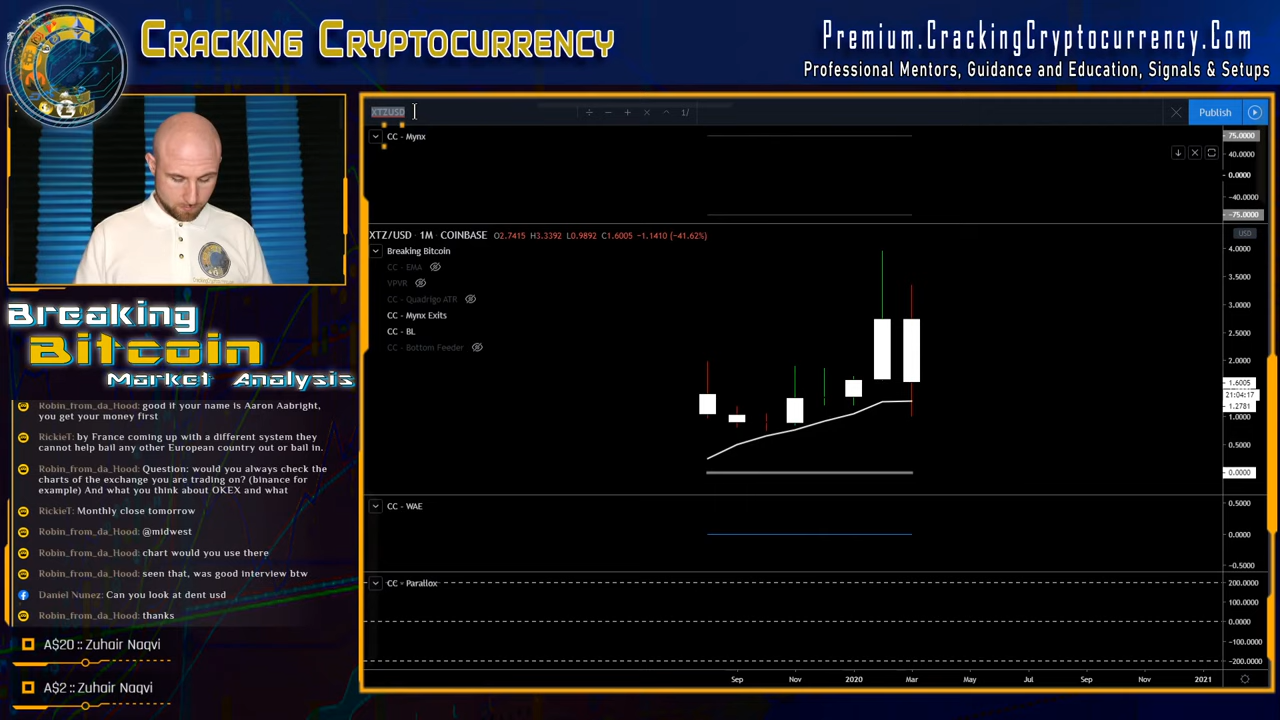 Cracking Cryptocurrency
Premium.CrackingCryptocurrency.Com
Professional Mentors, Guidance and Education, Signals & Setups
XTZUSD
1/
Publish
CC - Mynx
75.0000
40.0000
0.0000
-40.0000
-75.0000
XTZ/USD · 1M · COINBASE O2.7415 H3.3392 L0.9892 C1.6005 -1.1410 (-41.62%)
USD
Breaking Bitcoin
CC - EMA
VPVR
CC - Quadrigo ATR
CC - Mynx Exits
CC - BL
CC - Bottom Feeder
4.0000
3.5000
3.0000
2.5000
2.0000
1.6005
21:04:17
1.2781
0.5000
0.0000
CC - WAE
0.5000
0.0000
-0.5000
CC - Parallox
200.0000
100.0000
0.0000
-100.0000
-200.0000
Sep Nov 2020 Mar May Jul Sep Nov 2021
Breaking
Bitcoin
Market Analysis
Robin_from_da_Hood: good if your name is Aaron Aabright,
you get your money first
RickieT: by France coming up with a different system they
cannot help bail any other European country out or bail in.
Robin_from_da_Hood: Question: would you always check the
charts of the exchange you are trading on? (binance for
example) And what you think about OKEX and what
RickieT: Monthly close tomorrow
Robin_from_da_Hood: @midwest
Robin_from_da_Hood: chart would you use there
Robin_from_da_Hood: seen that, was good interview btw
Daniel Nunez: Can you look at dent usd
Robin_from_da_Hood: thanks
A$20 :: Zuhair Naqvi
A$2 :: Zuhair Naqvi